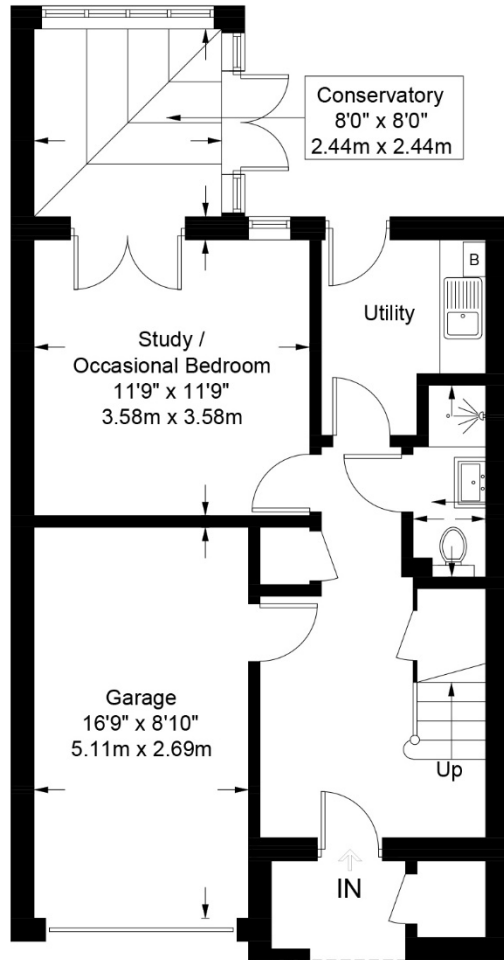 Conservatory
8'0" x 8'0"
2.44m x 2.44m
B
Utility
Study /
Occasional Bedroom
11'9" x 11'9"
3.58m x 3.58m
Garage
16'9" x 8'10"
5.11m x 2.69m
Up
IN